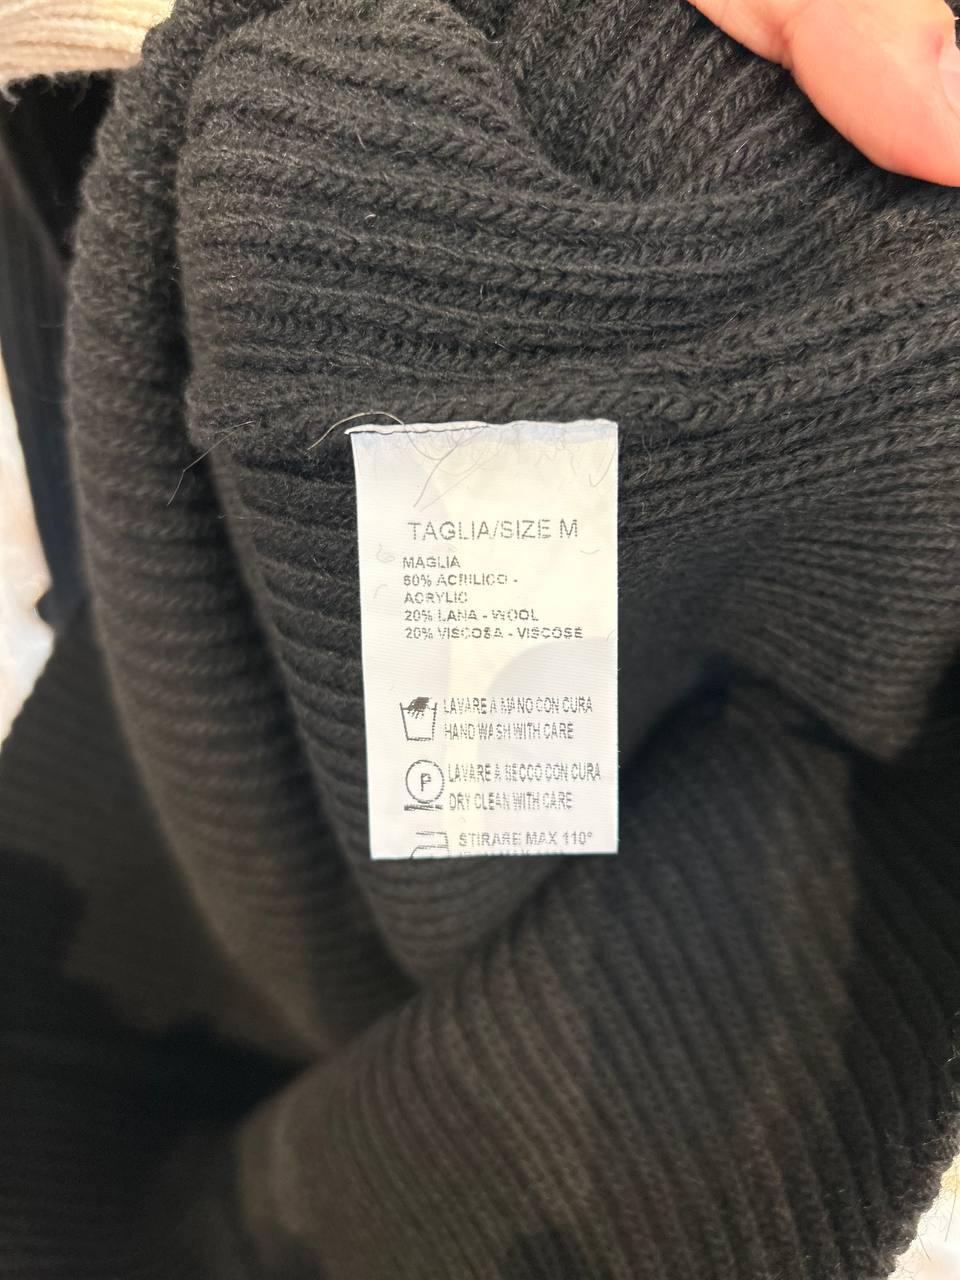 TAGLIA/SIZE M
MAGLIA
60% ACRILICO -
ACRYLIC
20% LANA - WOOL
20% VISCOSA - VISCOSE
LAVARE A MANO CON CURA
HAND WASH WITH CARE
P
LAVARE A SECCO CON CURA
DRY CLEAN WITH CARE
STIRARE MAX 110°